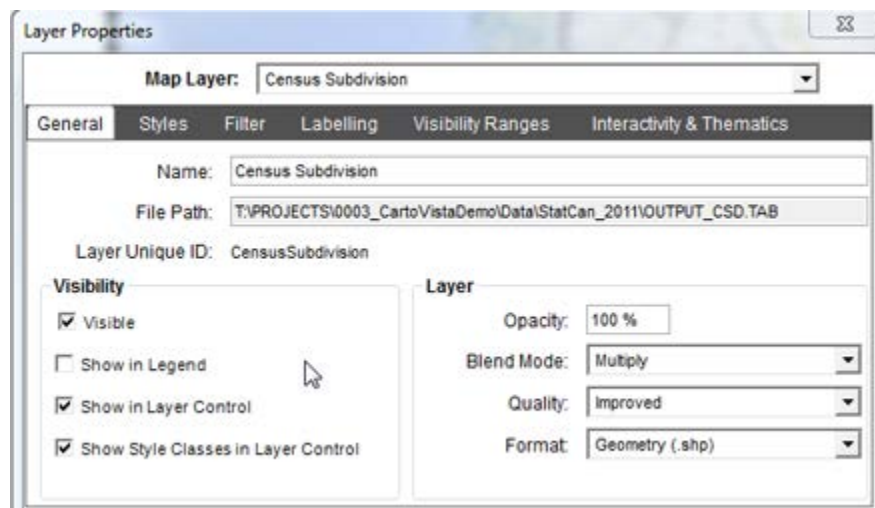 Layer Properties
Map Layer: Census Subdivision
General Styles Filter Labelling Visibility Ranges Interactivity & Thematics
Name: Census Subdivision
File Path: T:\PROJECTS\0003_CartoVistaDemo\Data\StatCan_2011\OUTPUT_CSD.TAB
Layer Unique ID: CensusSubdivision
Visibility
Visible
Show in Legend
Show in Layer Control
Show Style Classes in Layer Control
Layer
Opacity: 100 %
Blend Mode: Multiply
Quality: Improved
Format: Geometry (.shp)